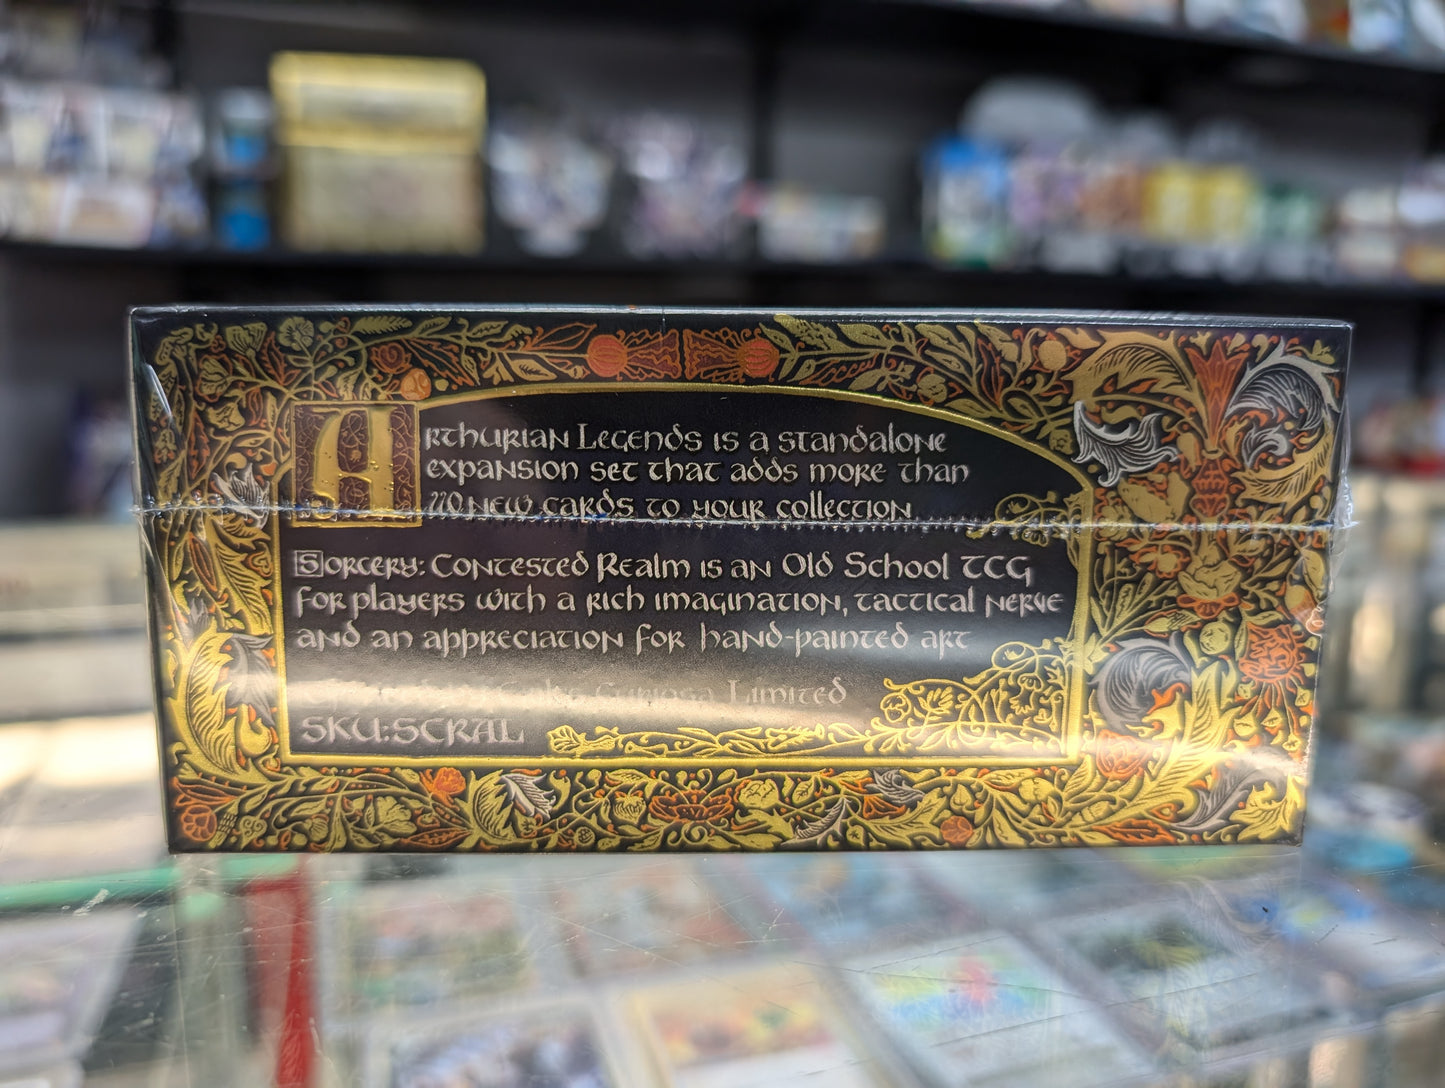 Arthurian Legends is a standalone
expansion set that adds more than
new cards to your collection
Sorcery: Contested Realm is an Old School TCG
for players with a rich imagination, tactical nerve
and an appreciation for hand-painted art
Curiosa Limited
SKU:SCRAL